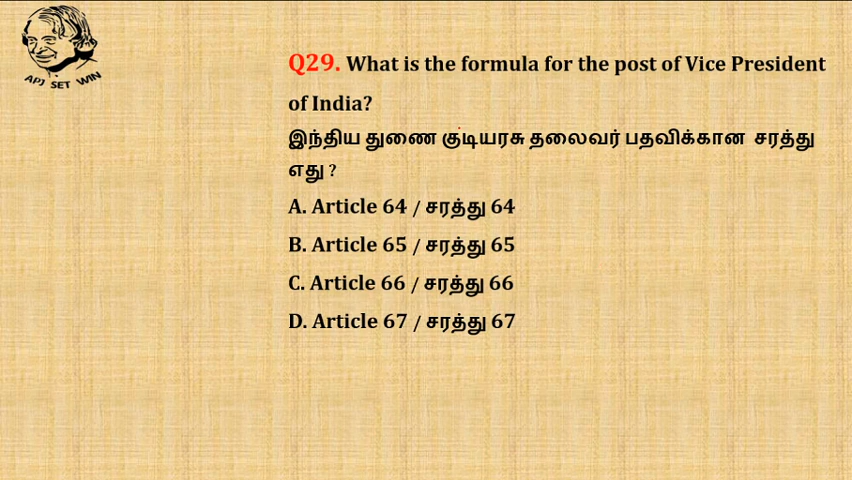 APJ SET WIN
Q29. What is the formula for the post of Vice President
of India?
இந்திய துணை குடியரசு தலைவர் பதவிக்கான சரத்து
எது ?
A. Article 64 / சரத்து 64
B. Article 65 / சரத்து 65
C. Article 66 / சரத்து 66
D. Article 67 / சரத்து 67